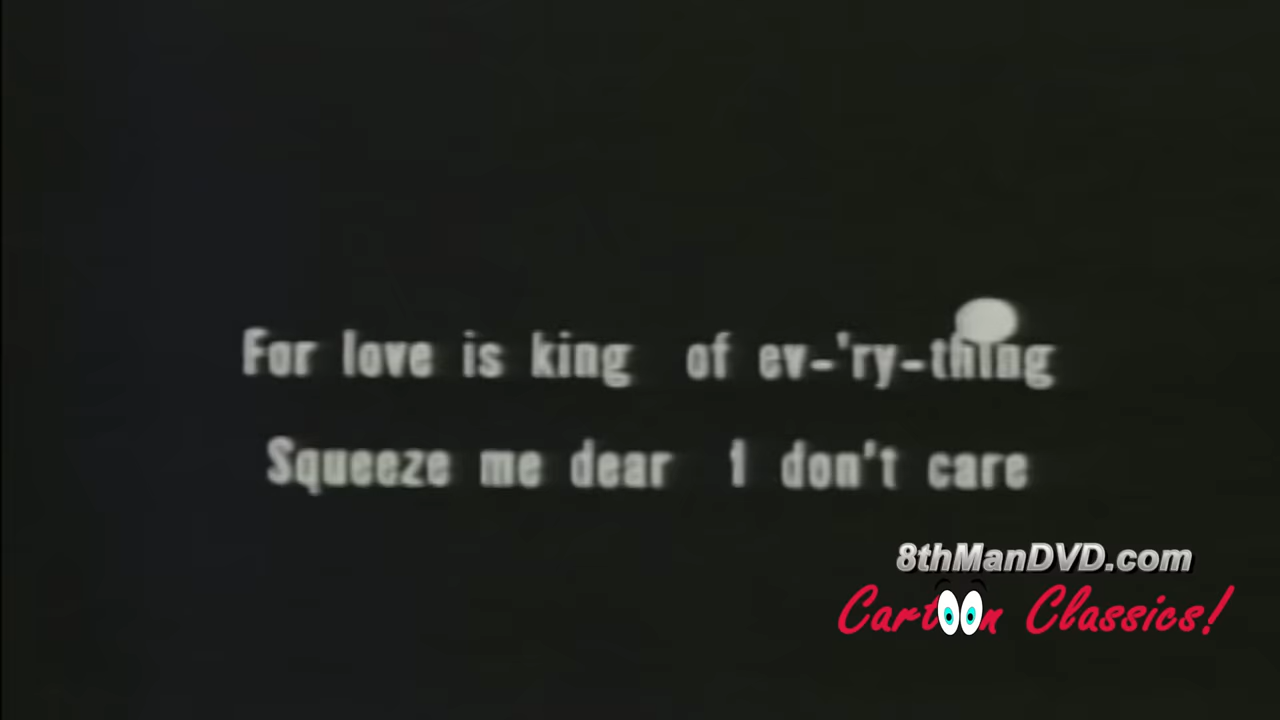 For love is king of ev-'ry-thing
Squeeze me dear I don't care
8thManDVD.com
Cartoon Classics!